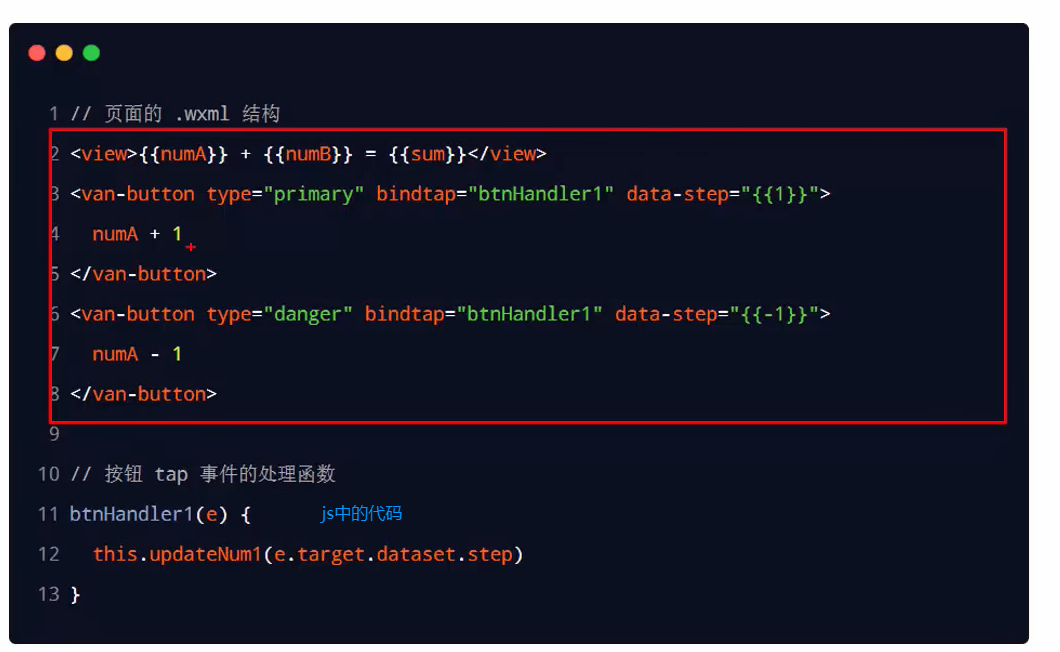 1 // 页面的 .wxml 结构
2 <view>{{numA}} + {{numB}} = {{sum}}</view>
3 <van-button type="primary" bindtap="btnHandler1" data-step="{{1}}">
4 numA + 1
5 </van-button>
6 <van-button type="danger" bindtap="btnHandler1" data-step="{{-1}}">
7 numA - 1
8 </van-button>
9
10 // 按钮 tap 事件的处理函数
11 btnHandler1(e) { js中的代码
12 this.updateNum1(e.target.dataset.step)
13 }